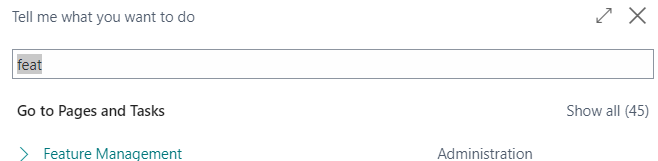 Tell me what you want to do
feat
Go to Pages and Tasks Show all (45)
Feature Management Administration